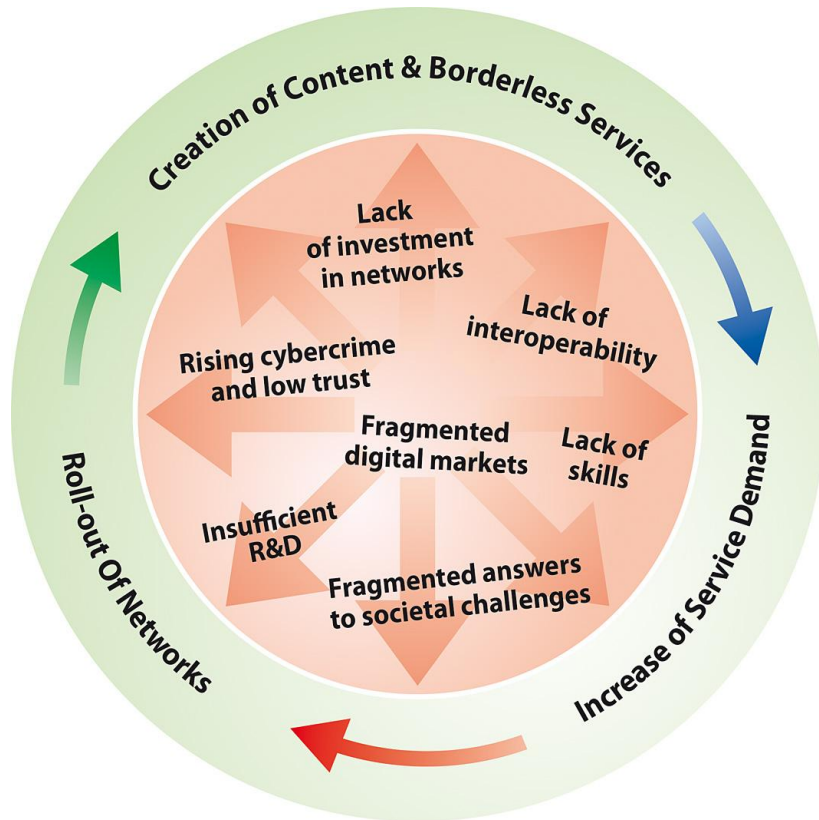 Creation of Content & Borderless Services
Lack
of investment
in networks
Lack of
interoperability
Rising cybercrime
and low trust
Fragmented
digital markets
Lack of
skills
Insufficient
R&D
Fragmented answers
to societal challenges
Increase of Service Demand
Roll-out Of Networks